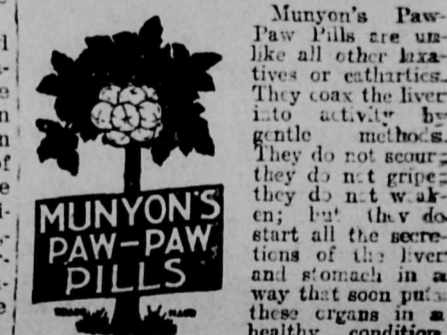 MUNYON'S
PAW-PAW
PILLS
TRADE MARK
Munyon's Paw-
Paw Pills are un-
like all other laxa-
tives or cathartics.
They coax the liver
into activity by
gentle methods.
They do not scour;
they do not gripe;
they do not weak-
en; but they do
start all the secre-
tions of the liver
and stomach in a
way that soon puts
these organs in a
healthy condition